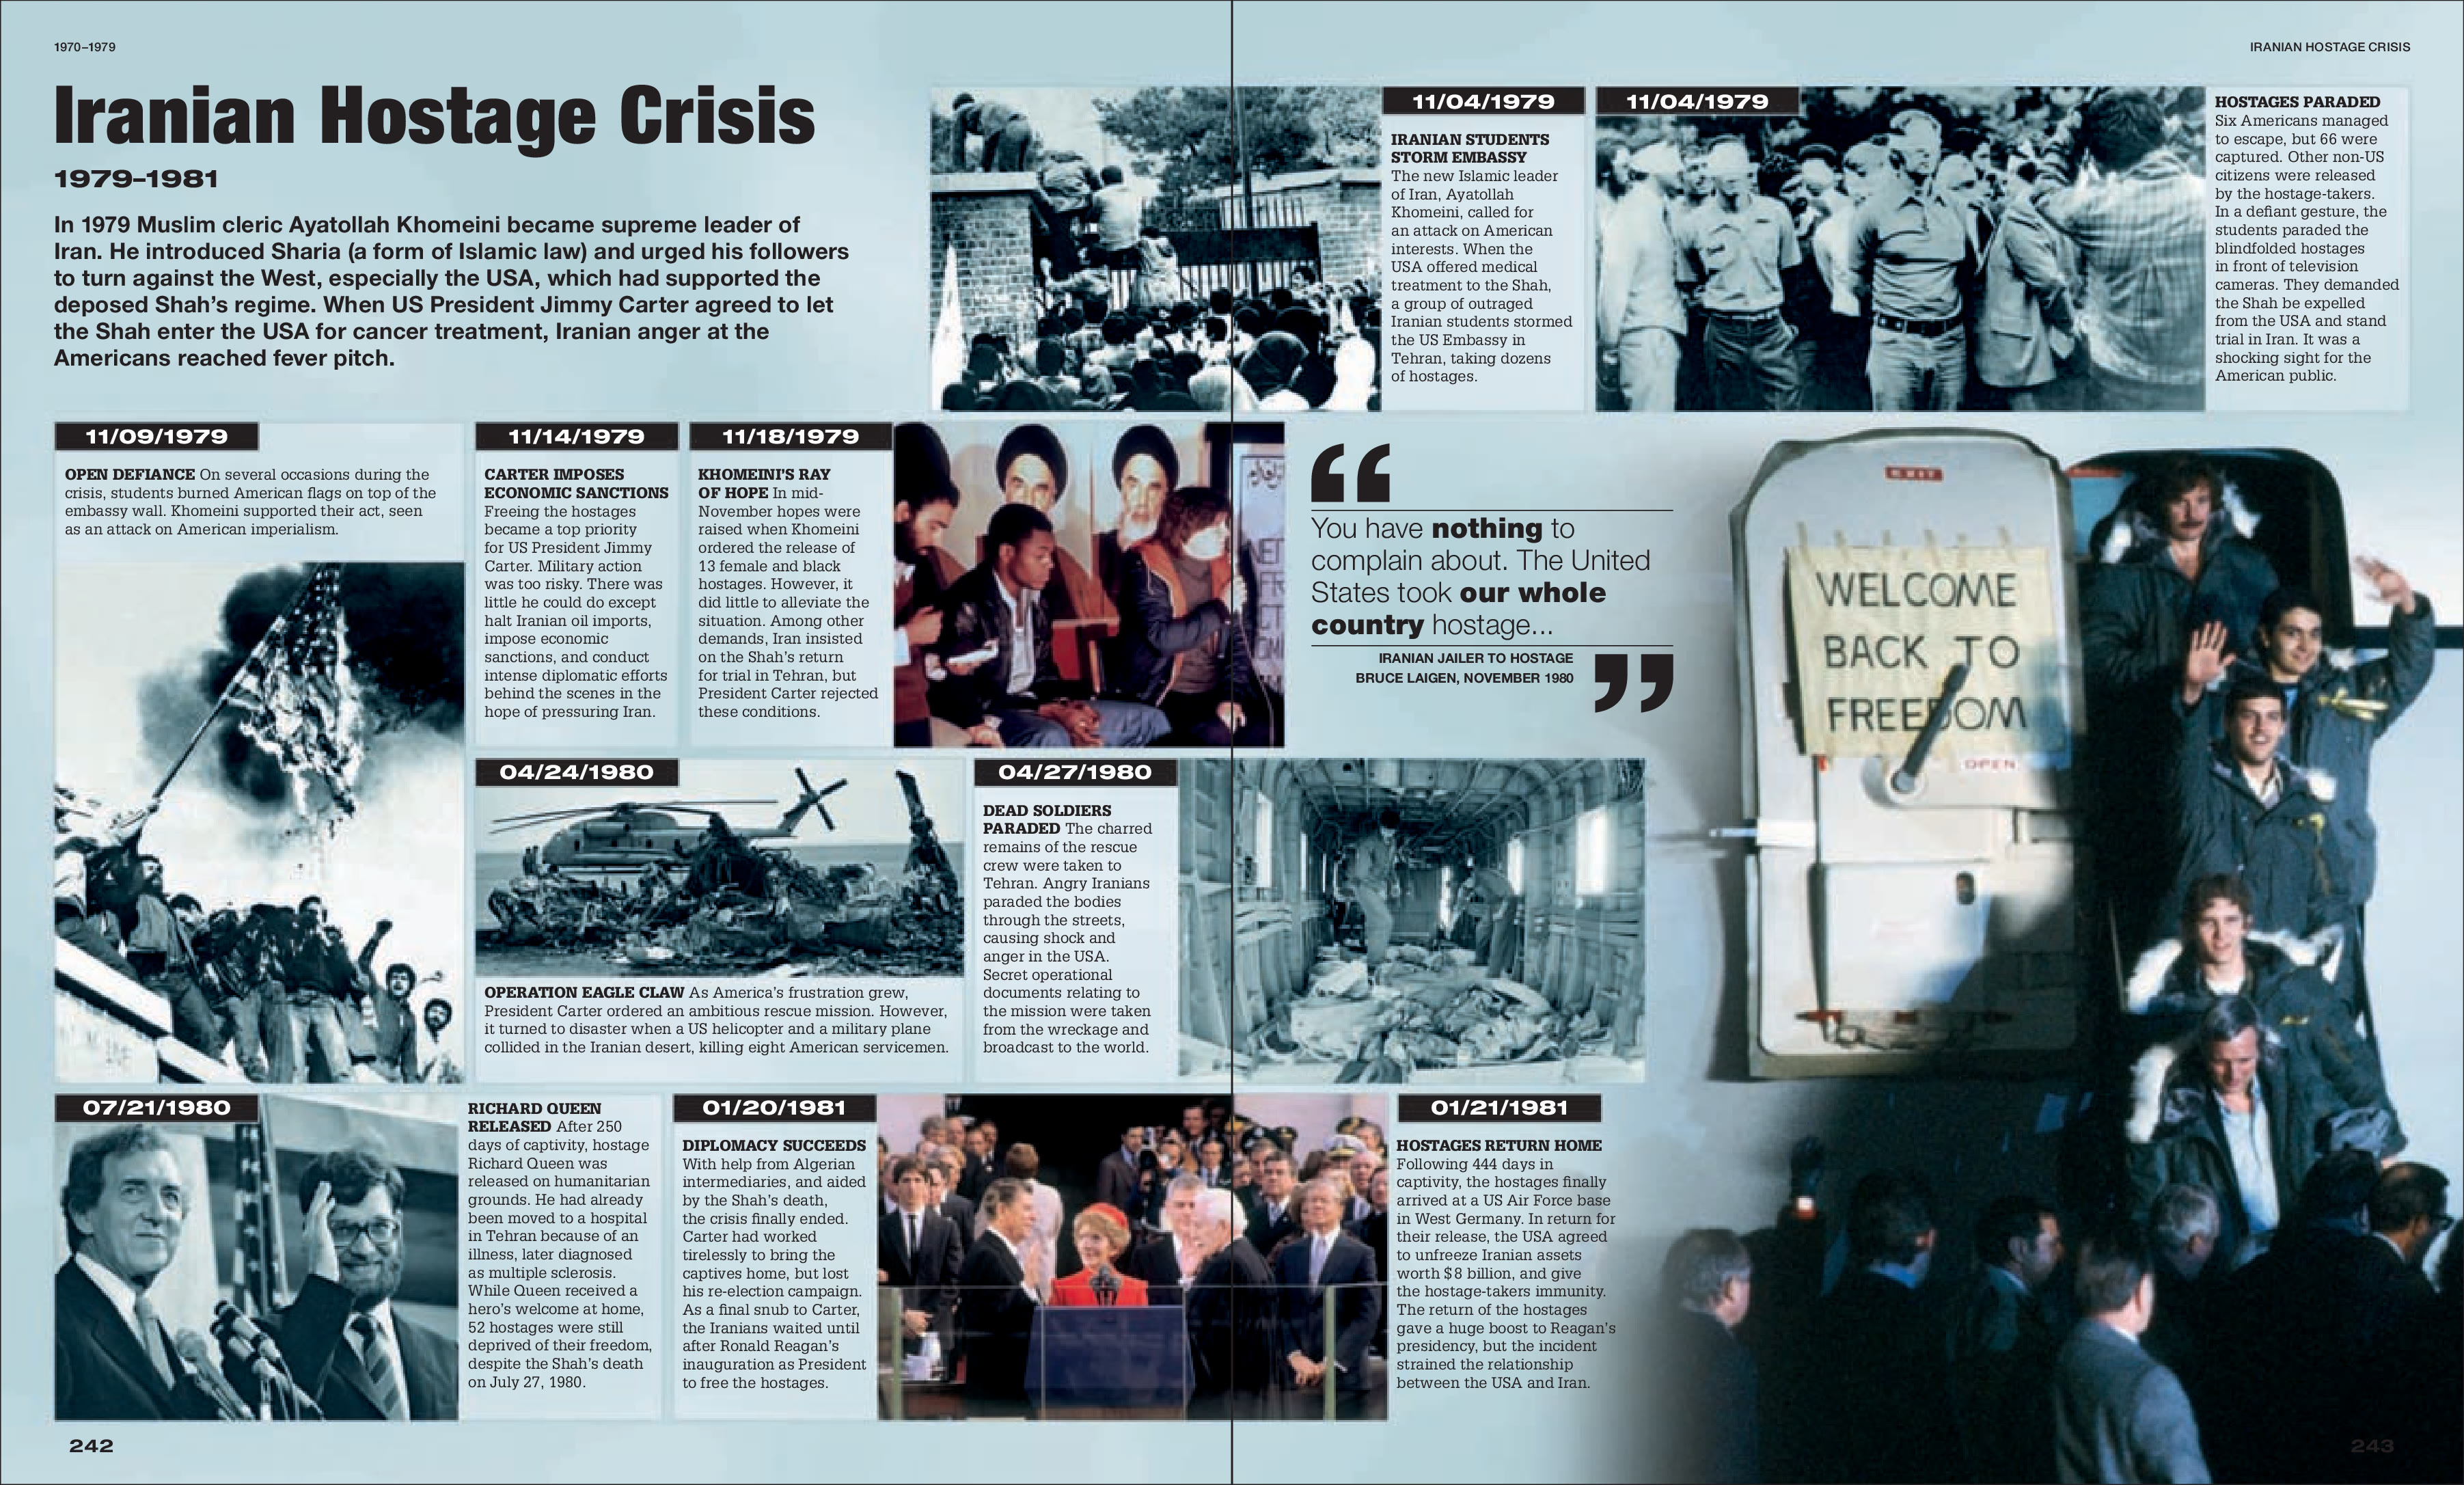 1970–1979
IRANIAN HOSTAGE CRISIS
Iranian Hostage Crisis
1979–1981
In 1979 Muslim cleric Ayatollah Khomeini became supreme leader of
Iran. He introduced Sharia (a form of Islamic law) and urged his followers
to turn against the West, especially the USA, which had supported the
deposed Shah’s regime. When US President Jimmy Carter agreed to let
the Shah enter the USA for cancer treatment, Iranian anger at the
Americans reached fever pitch.
11/04/1979
IRANIAN STUDENTS
STORM EMBASSY
The new Islamic leader
of Iran, Ayatollah
Khomeini, called for
an attack on American
interests. When the
USA offered medical
treatment to the Shah,
a group of outraged
Iranian students stormed
the US Embassy in
Tehran, taking dozens
of hostages.
11/04/1979
HOSTAGES PARADED
Six Americans managed
to escape, but 66 were
captured. Other non-US
citizens were released
by the hostage-takers.
In a defiant gesture, the
students paraded the
blindfolded hostages
in front of television
cameras. They demanded
the Shah be expelled
from the USA and stand
trial in Iran. It was a
shocking sight for the
American public.
11/09/1979
OPEN DEFIANCE On several occasions during the
crisis, students burned American flags on top of the
embassy wall. Khomeini supported their act, seen
as an attack on American imperialism.
11/14/1979
CARTER IMPOSES
ECONOMIC SANCTIONS
Freeing the hostages
became a top priority
for US President Jimmy
Carter. Military action
was too risky. There was
little he could do except
halt Iranian oil imports,
impose economic
sanctions, and conduct
intense diplomatic efforts
behind the scenes in the
hope of pressuring Iran.
11/18/1979
KHOMEINI’S RAY
OF HOPE In mid-
November hopes were
raised when Khomeini
ordered the release of
13 female and black
hostages. However, it
did little to alleviate the
situation. Among other
demands, Iran insisted
on the Shah’s return
for trial in Tehran, but
President Carter rejected
these conditions.
“
You have nothing to
complain about. The United
States took our whole
country hostage...
IRANIAN JAILER TO HOSTAGE
BRUCE LAIGEN, NOVEMBER 1980
”
EXIT
WELCOME
BACK TO
FREEDOM
OPEN
04/24/1980
OPERATION EAGLE CLAW As America’s frustration grew,
President Carter ordered an ambitious rescue mission. However,
it turned to disaster when a US helicopter and a military plane
collided in the Iranian desert, killing eight American servicemen.
04/27/1980
DEAD SOLDIERS
PARADED The charred
remains of the rescue
crew were taken to
Tehran. Angry Iranians
paraded the bodies
through the streets,
causing shock and
anger in the USA.
Secret operational
documents relating to
the mission were taken
from the wreckage and
broadcast to the world.
07/21/1980
RICHARD QUEEN
RELEASED After 250
days of captivity, hostage
Richard Queen was
released on humanitarian
grounds. He had already
been moved to a hospital
in Tehran because of an
illness, later diagnosed
as multiple sclerosis.
While Queen received a
hero’s welcome at home,
52 hostages were still
deprived of their freedom,
despite the Shah’s death
on July 27, 1980.
01/20/1981
DIPLOMACY SUCCEEDS
With help from Algerian
intermediaries, and aided
by the Shah’s death,
the crisis finally ended.
Carter had worked
tirelessly to bring the
captives home, but lost
his re-election campaign.
As a final snub to Carter,
the Iranians waited until
after Ronald Reagan’s
inauguration as President
to free the hostages.
01/21/1981
HOSTAGES RETURN HOME
Following 444 days in
captivity, the hostages finally
arrived at a US Air Force base
in West Germany. In return for
their release, the USA agreed
to unfreeze Iranian assets
worth $8 billion, and give
the hostage-takers immunity.
The return of the hostages
gave a huge boost to Reagan’s
presidency, but the incident
strained the relationship
between the USA and Iran.
242
243